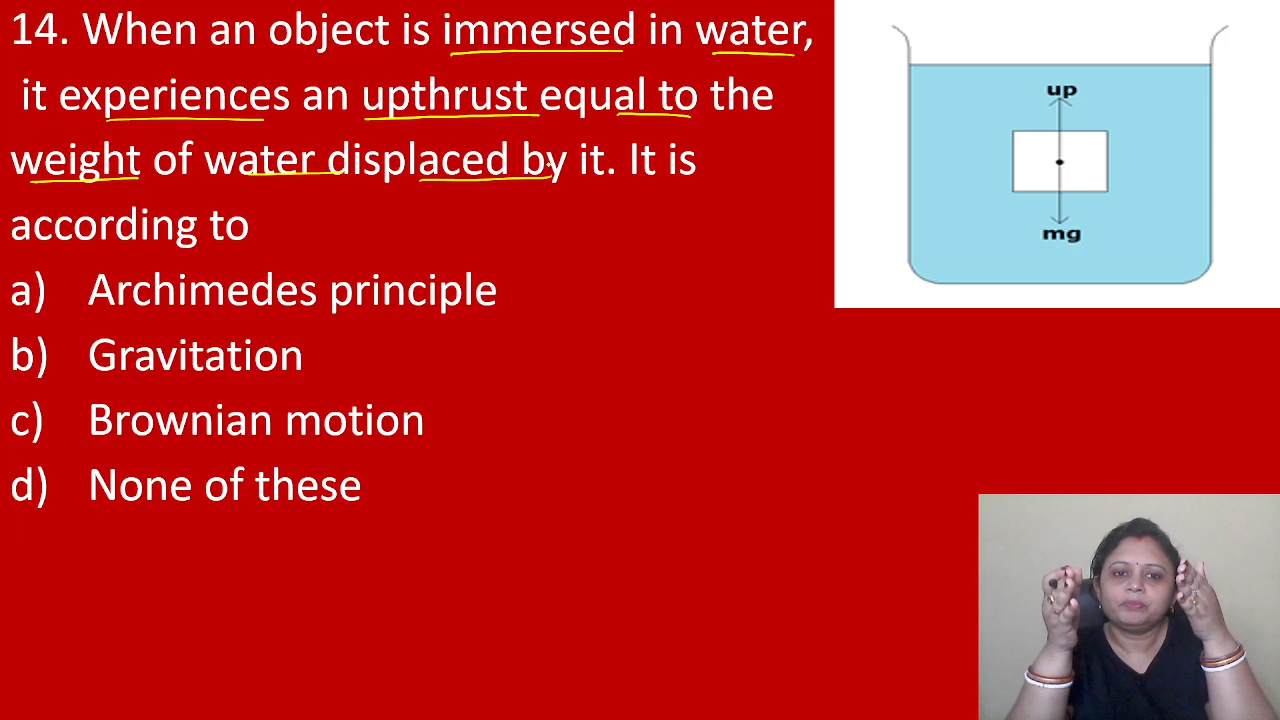 14. When an object is immersed in water,
it experiences an upthrust equal to the
weight of water displaced by it. It is
according to
a) Archimedes principle
b) Gravitation
c) Brownian motion
d) None of these
up
mg